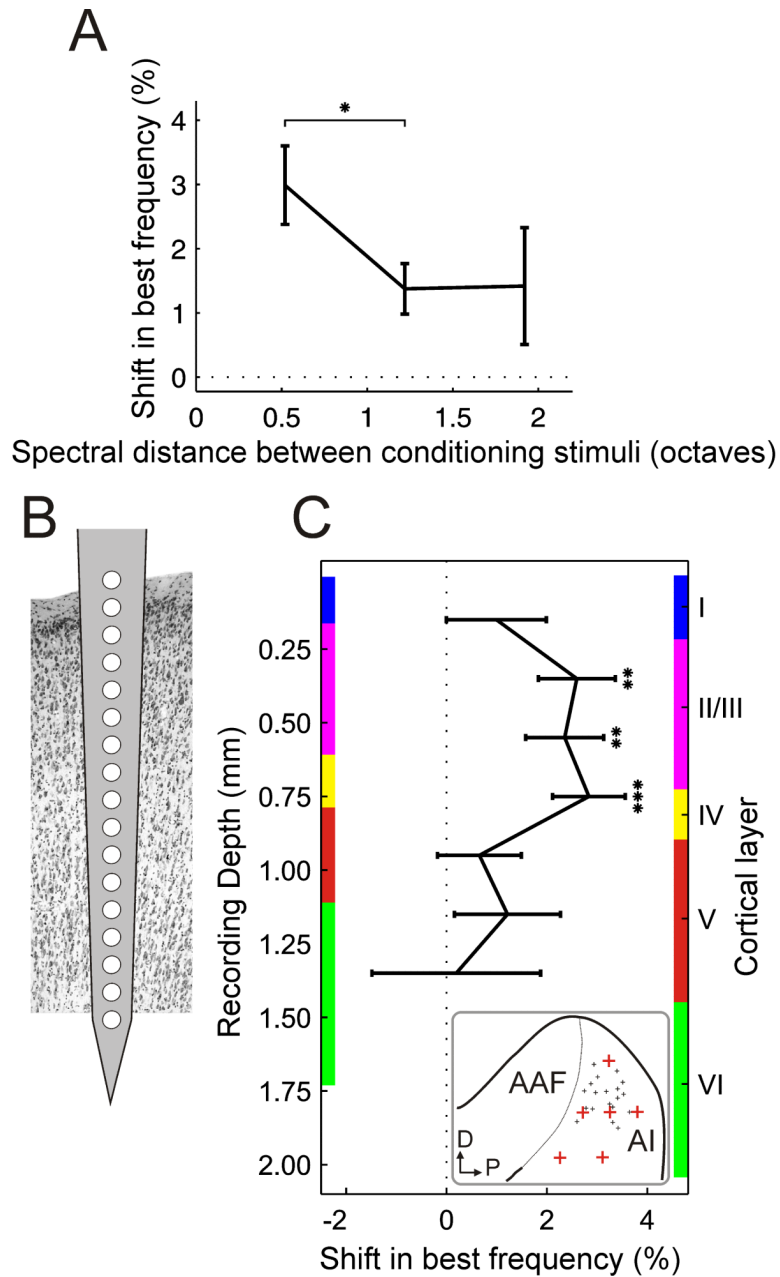 A
Shift in best frequency (%)
4
3
2
1
0
*
0 0.5 1 1.5 2
Spectral distance between conditioning stimuli (octaves)
B
C
Recording Depth (mm)
0.25
0.50
0.75
1.00
1.25
1.50
1.75
2.00
**
**
***
I
II/III
IV
V
VI
Cortical layer
AAF
AI
D
P
-2 0 2 4
Shift in best frequency (%)